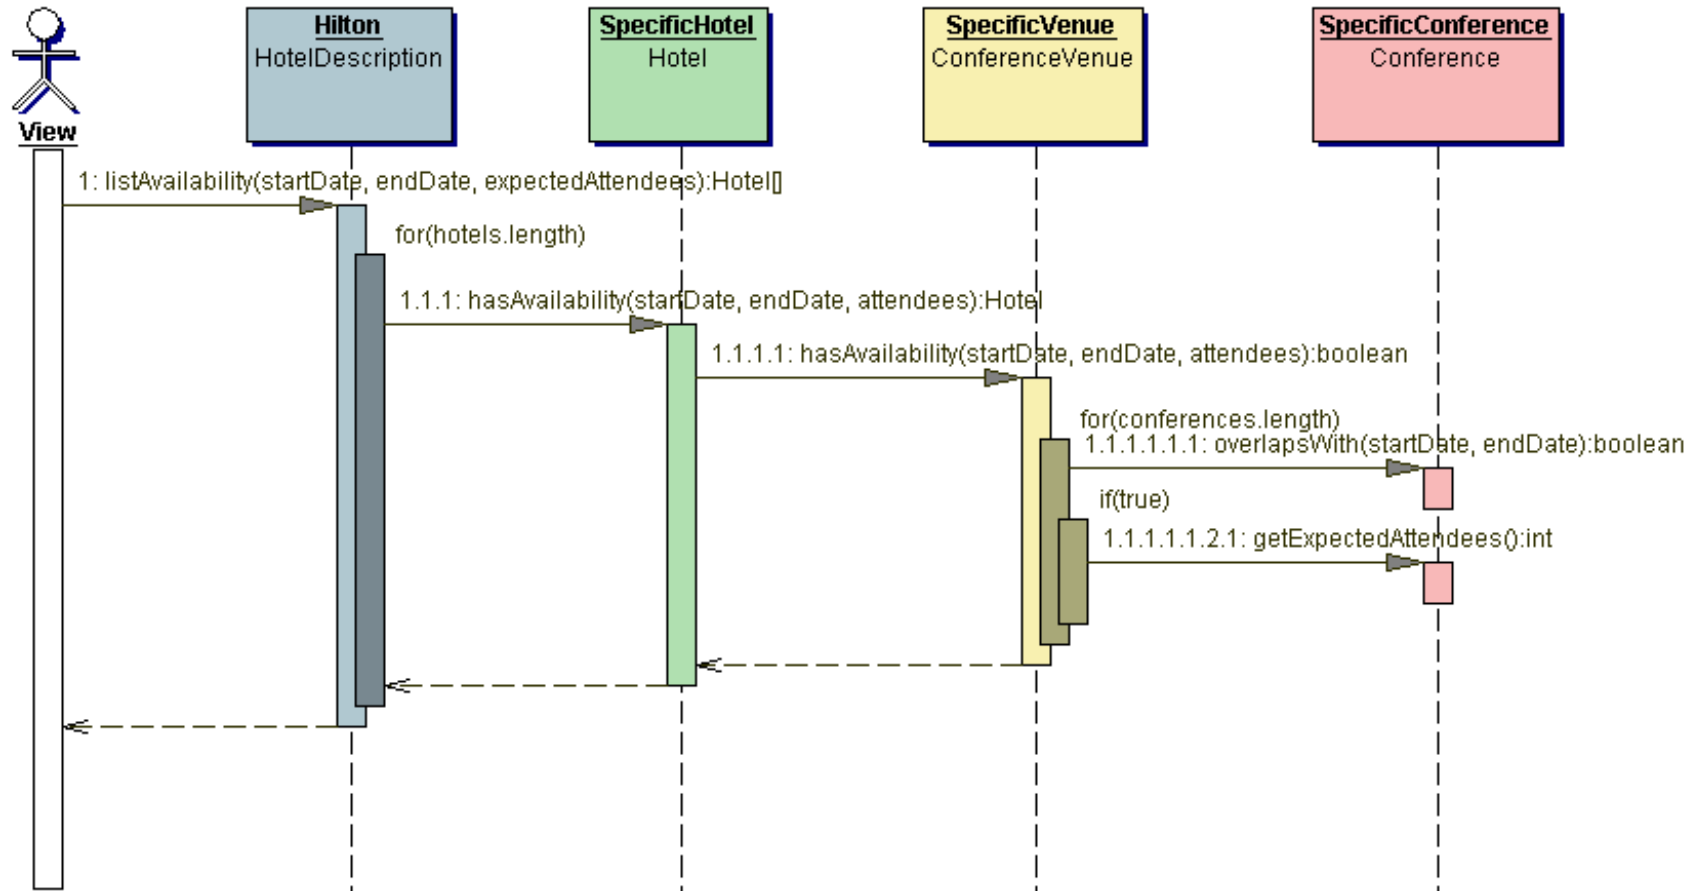 Hilton
HotelDescription
SpecificHotel
Hotel
SpecificVenue
ConferenceVenue
SpecificConference
Conference
View
1: listAvailability(startDate, endDate, expectedAttendees):Hotel[]
for(hotels.length)
1.1.1: hasAvailability(startDate, endDate, attendees):Hotel
1.1.1.1: hasAvailability(startDate, endDate, attendees):boolean
for(conferences.length)
1.1.1.1.1.1: overlapsWith(startDate, endDate):boolean
if(true)
1.1.1.1.1.2.1: getExpectedAttendees():int